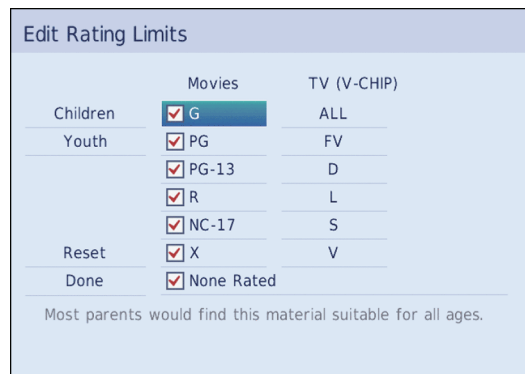 Edit Rating Limits
Movies TV (V-CHIP)
Children G ALL
Youth PG FV
PG-13 D
R L
NC-17 S
Reset X V
Done None Rated
Most parents would find this material suitable for all ages.